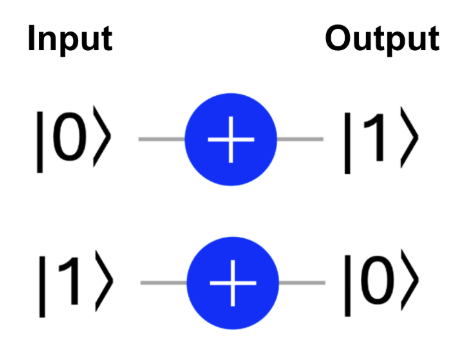 Input Output
|0⟩ + |1⟩
|1⟩ + |0⟩